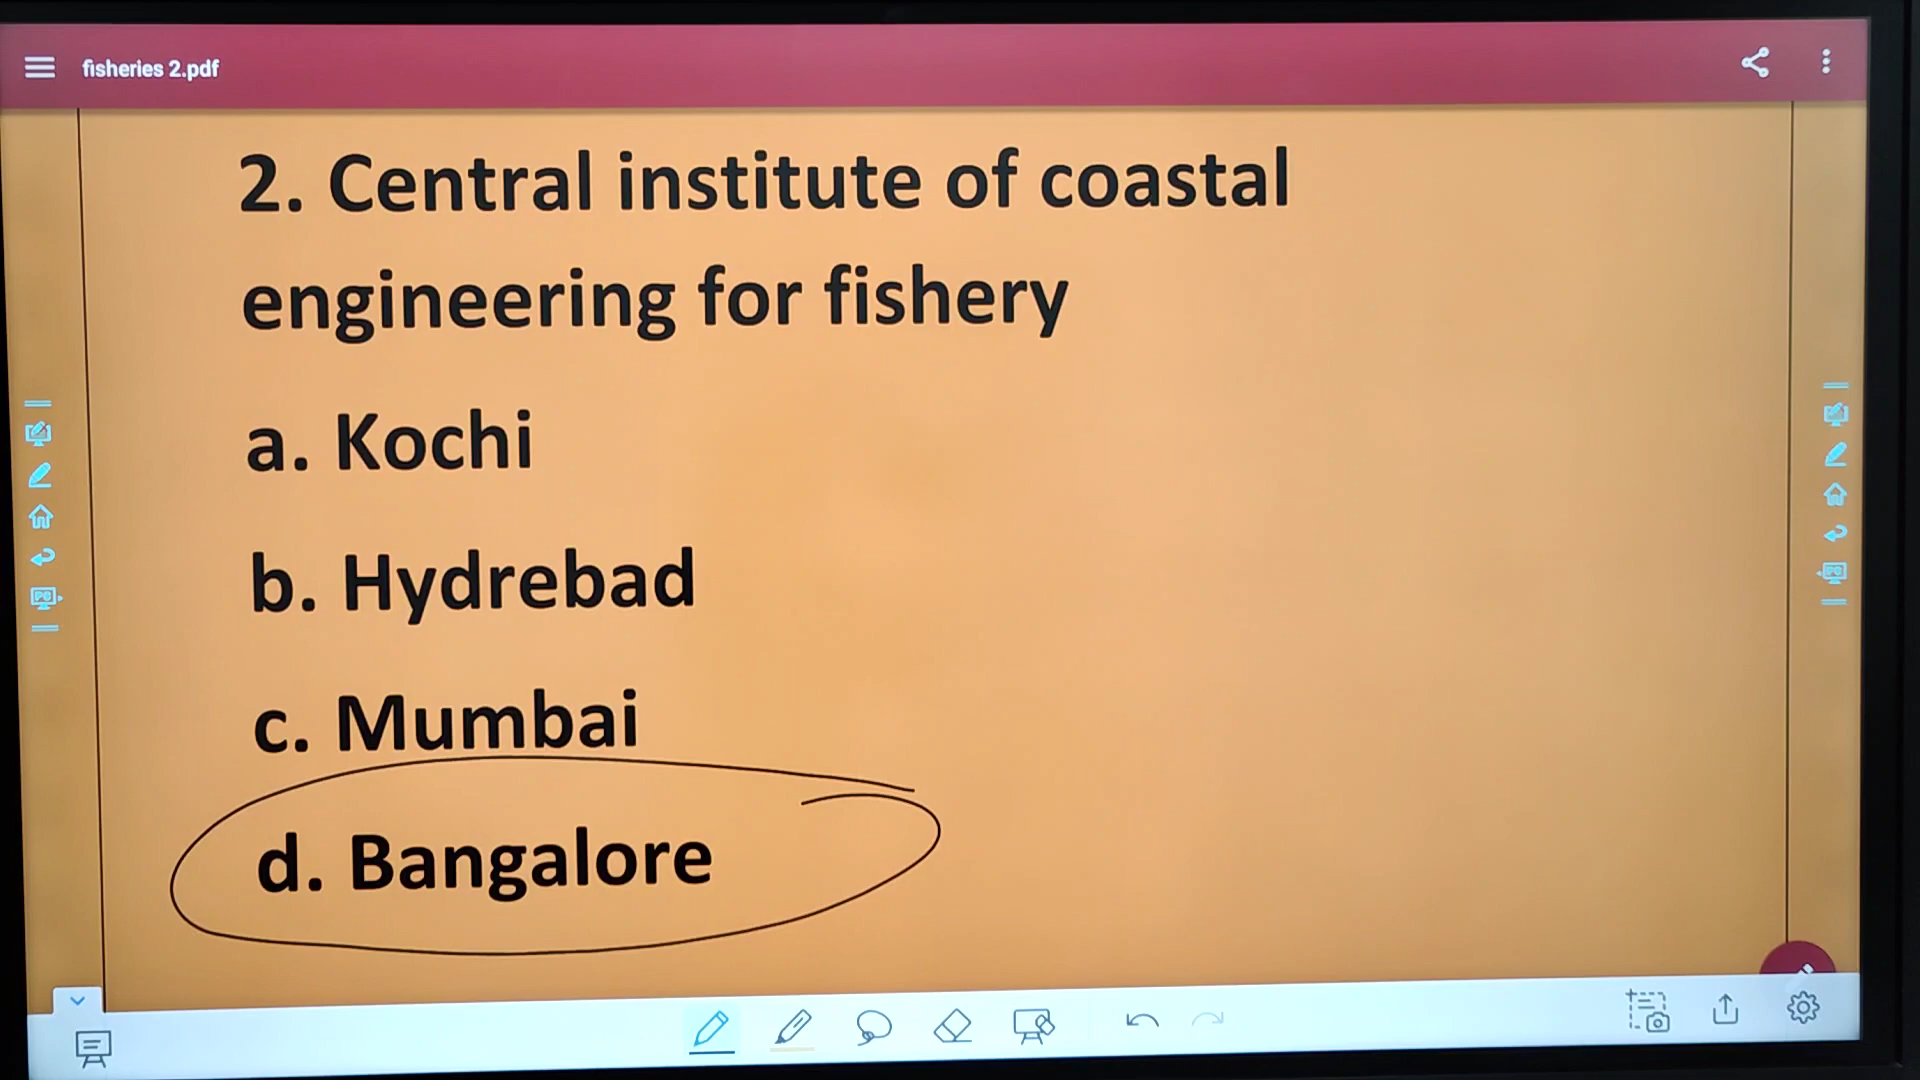 fisheries 2.pdf
2. Central institute of coastal
engineering for fishery
a. Kochi
b. Hydrebad
c. Mumbai
d. Bangalore